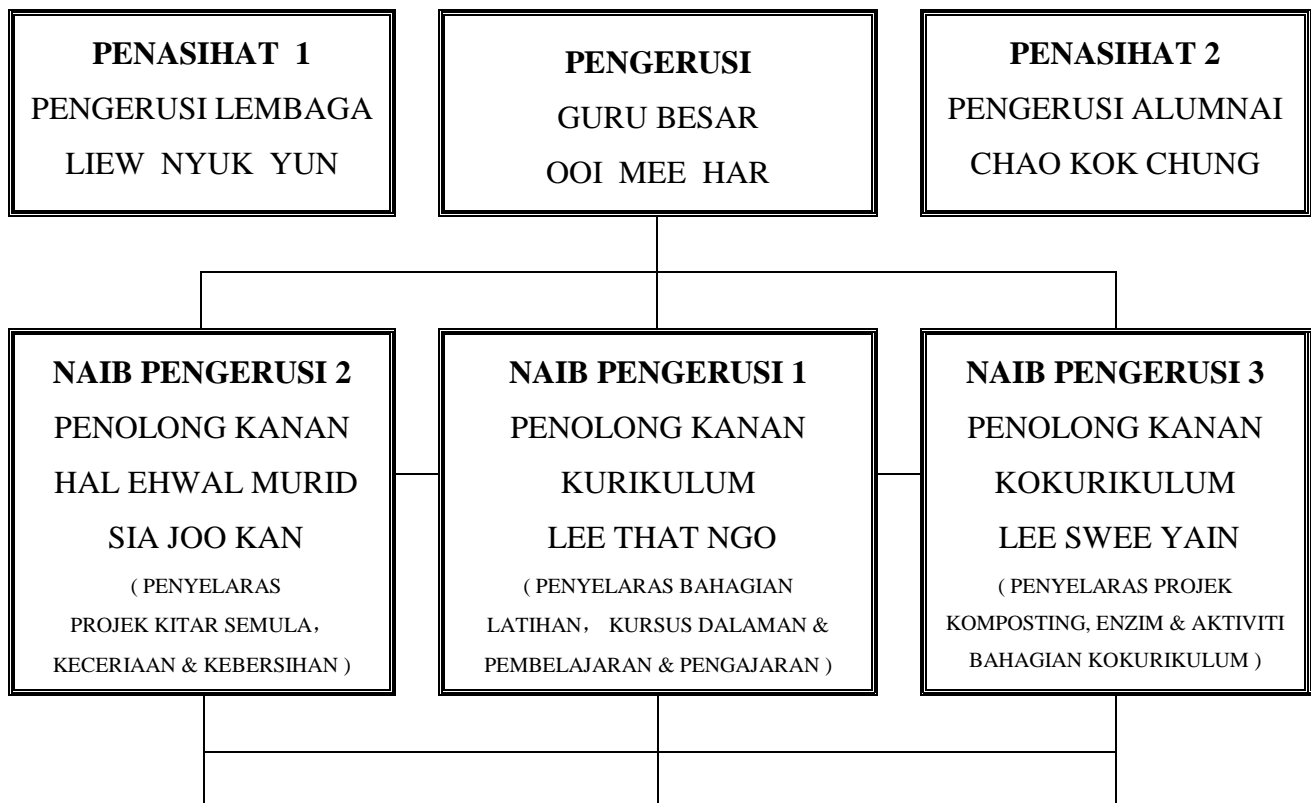 PENASIHAT 1
PENGERUSI LEMBAGA
LIEW NYUK YUN
PENGERUSI
GURU BESAR
OOI MEE HAR
PENASIHAT 2
PENGERUSI ALUMNAI
CHAO KOK CHUNG
NAIB PENGERUSI 2
PENOLONG KANAN
HAL EHWAL MURID
SIA JOO KAN
( PENYELARAS
PROJEK KITAR SEMULA，
KECERIAAN & KEBERSIHAN )
NAIB PENGERUSI 1
PENOLONG KANAN
KURIKULUM
LEE THAT NGO
( PENYELARAS BAHAGIAN
LATIHAN， KURSUS DALAMAN &
PEMBELAJARAN & PENGAJARAN )
NAIB PENGERUSI 3
PENOLONG KANAN
KOKURIKULUM
LEE SWEE YAIN
( PENYELARAS PROJEK
KOMPOSTING, ENZIM & AKTIVITI
BAHAGIAN KOKURIKULUM )